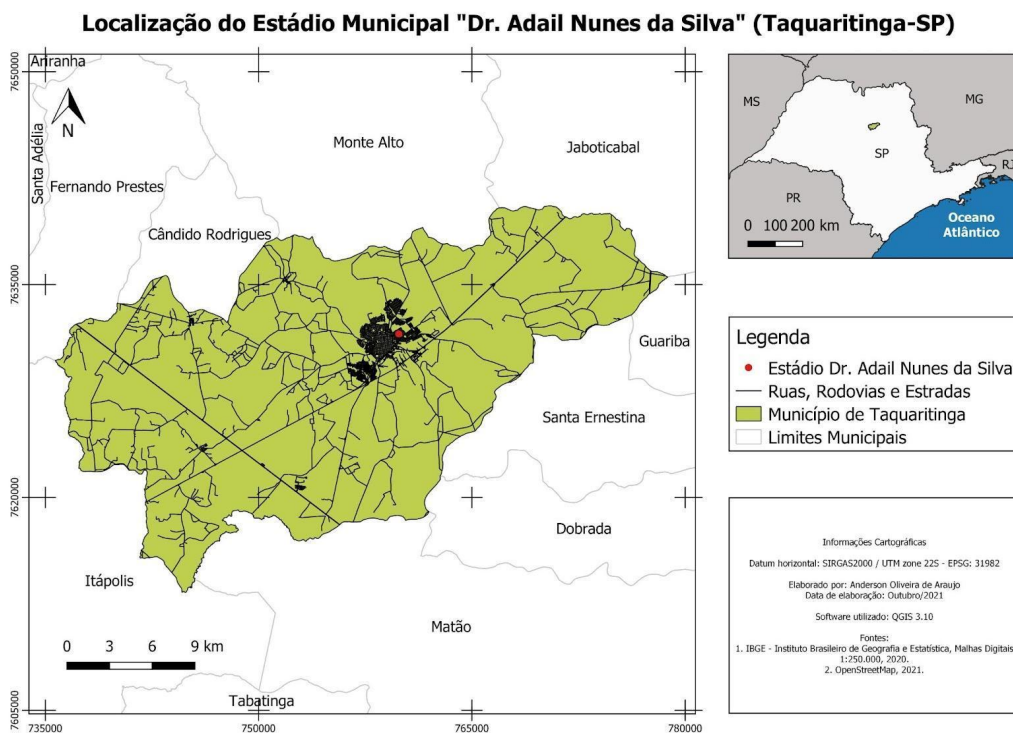 Localização do Estádio Municipal "Dr. Adail Nunes da Silva" (Taquaritinga-SP)
7650000
7635000
7620000
7605000
735000
750000
765000
780000
Ariranha
N
Santa Adélia
Fernando Prestes
Monte Alto
Jaboticabal
Cândido Rodrigues
Guariba
Santa Ernestina
Dobrada
Itápolis
Matão
Tabatinga
0 3 6 9 km
MS
MG
SP
RJ
PR
0 100 200 km
Oceano
Atlântico
Legenda
Estádio Dr. Adail Nunes da Silva
Ruas, Rodovias e Estradas
Município de Taquaritinga
Limites Municipais
Informações Cartográficas
Datum horizontal: SIRGAS2000 / UTM zone 22S - EPSG: 31982
Elaborado por: Anderson Oliveira de Araujo
Data de elaboração: Outubro/2021
Software utilizado: QGIS 3.10
Fontes:
1. IBGE - Instituto Brasileiro de Geografia e Estatística, Malhas Digitais
1:250.000, 2020.
2. OpenStreetMap, 2021.